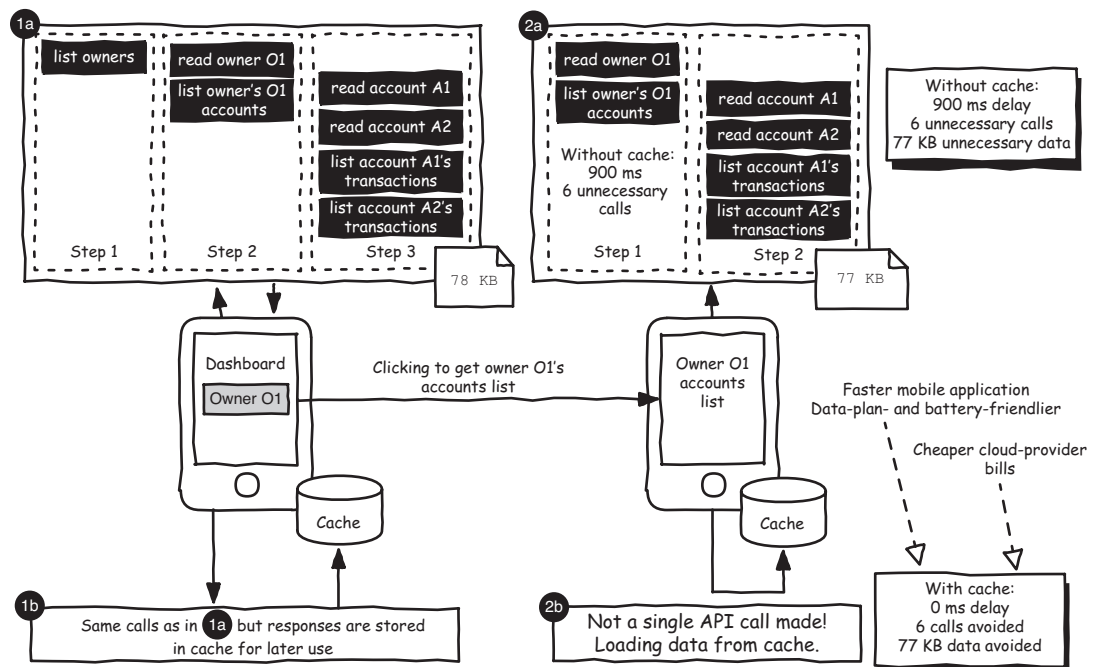 1a
list owners
Step 1
read owner O1
list owner's O1
accounts
Step 2
read account A1
read account A2
list account A1's
transactions
list account A2's
transactions
Step 3
78 KB
2a
read owner O1
list owner's O1
accounts
Without cache:
900 ms
6 unnecessary
calls
Step 1
read account A1
read account A2
list account A1's
transactions
list account A2's
transactions
Step 2
77 KB
Without cache:
900 ms delay
6 unnecessary calls
77 KB unnecessary data
Dashboard
Owner O1
Clicking to get owner O1's
accounts list
Owner O1
accounts
list
Faster mobile application
Data-plan- and battery-friendlier
Cheaper cloud-provider
bills
Cache
Cache
1b
Same calls as in 1a but responses are stored
in cache for later use
2b
Not a single API call made!
Loading data from cache.
With cache:
0 ms delay
6 calls avoided
77 KB data avoided